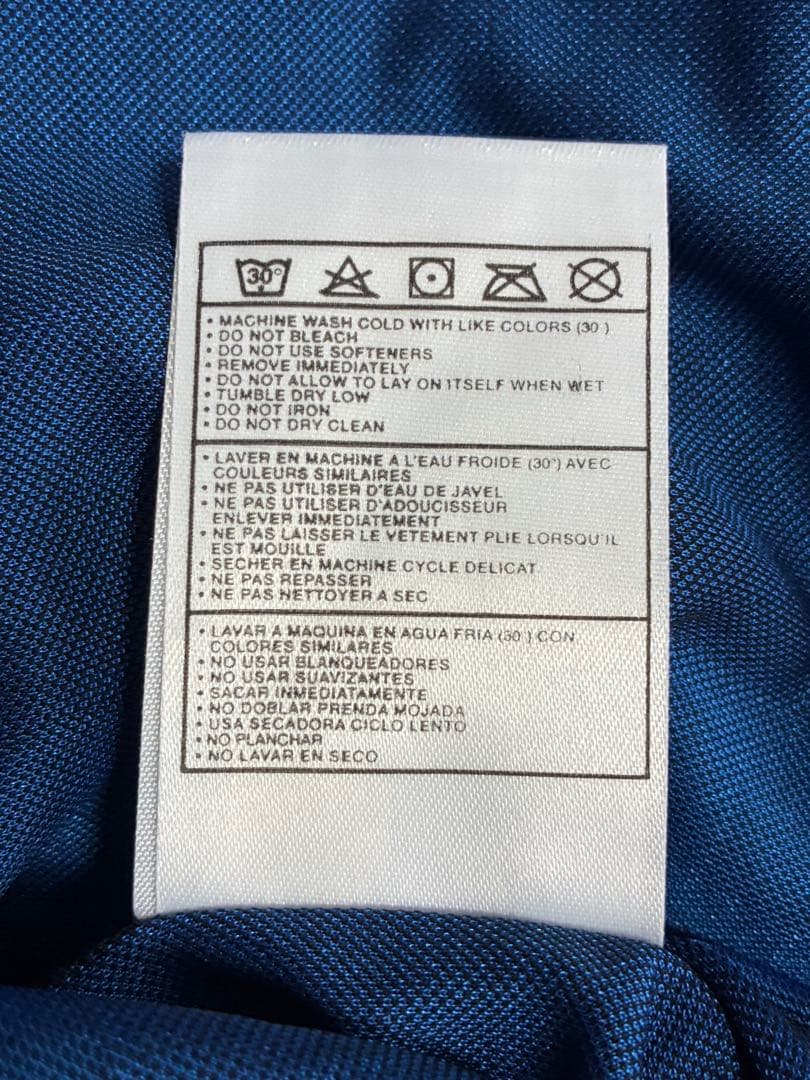 30°
• MACHINE WASH COLD WITH LIKE COLORS (30°)
• DO NOT BLEACH
• DO NOT USE SOFTENERS
• REMOVE IMMEDIATELY
• DO NOT ALLOW TO LAY ON ITSELF WHEN WET
• TUMBLE DRY LOW
• DO NOT IRON
• DO NOT DRY CLEAN
• LAVER EN MACHINE A L'EAU FROIDE (30°) AVEC
COULEURS SIMILAIRES
• NE PAS UTILISER D'EAU DE JAVEL
• NE PAS UTILISER D'ADOUCISSEUR
ENLEVER IMMEDIATEMENT
• NE PAS LAISSER LE VETEMENT PLIE LORSQU'IL
EST MOUILLE
• SECHER EN MACHINE CYCLE DELICAT
• NE PAS REPASSER
• NE PAS NETTOYER A SEC
• LAVAR A MAQUINA EN AGUA FRIA (30°) CON
COLORES SIMILARES
• NO USAR BLANQUEADORES
• NO USAR SUAVIZANTES
• SACAR INMEDIATAMENTE
• NO DOBLAR PRENDA MOJADA
• USA SECADORA CICLO LENTO
• NO PLANCHAR
• NO LAVAR EN SECO